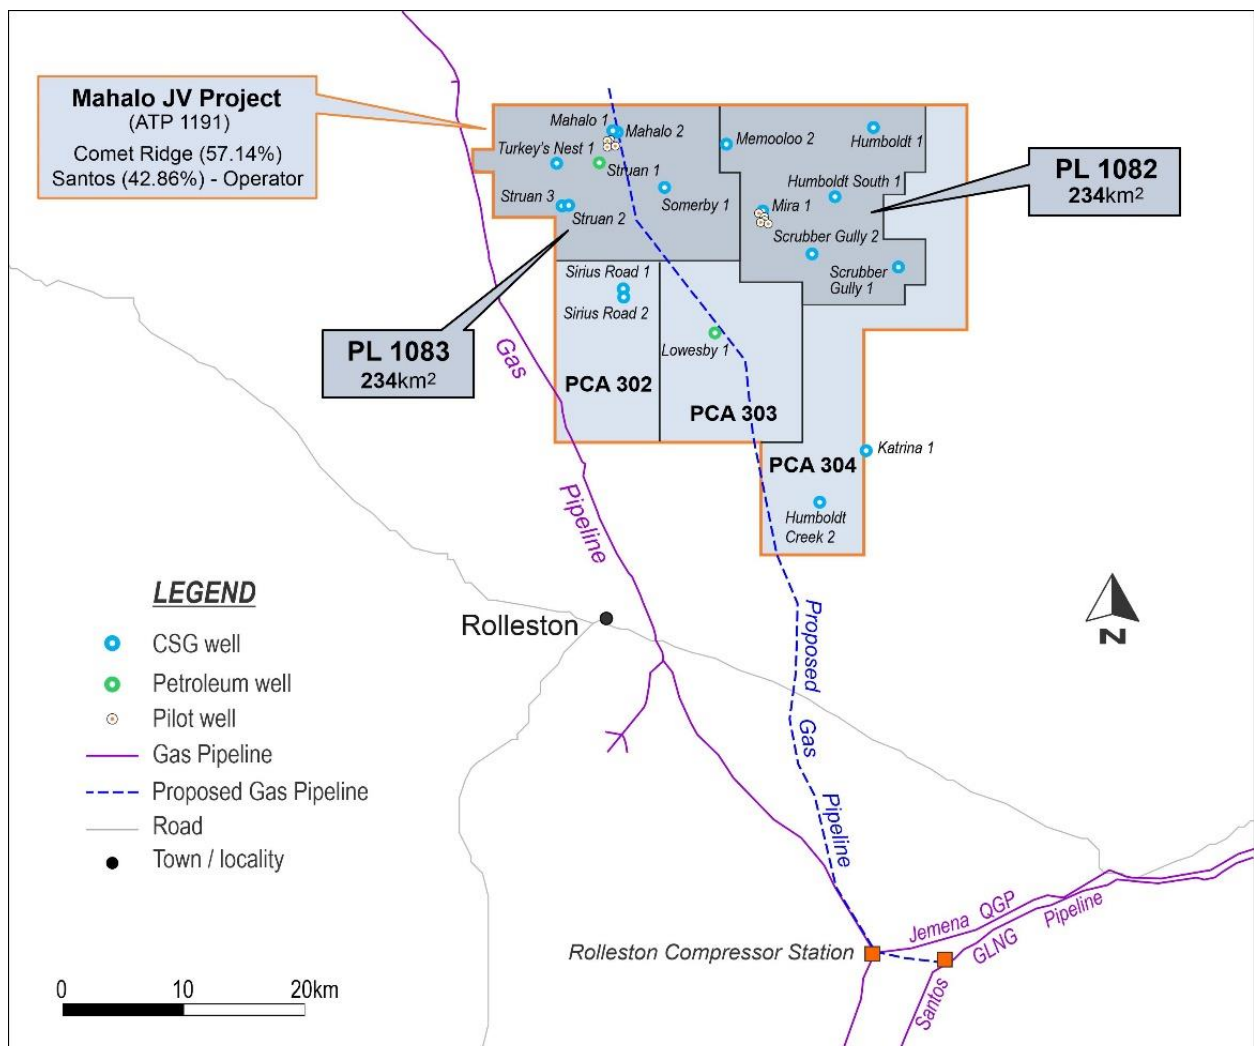 Mahalo JV Project
(ATP 1191)
Comet Ridge (57.14%)
Santos (42.86%) - Operator
Mahalo 1
Mahalo 2
Memooloo 2
Humboldt 1
Turkey's Nest 1
Struan 1
Humboldt South 1
PL 1082
234km²
Struan 3
Struan 2
Somerby 1
Mira 1
Scrubber Gully 2
Scrubber
Gully 1
Sirius Road 1
Sirius Road 2
PL 1083
234km²
Lowesby 1
Gas
Pipeline
PCA 302
PCA 303
PCA 304
Katrina 1
Humboldt
Creek 2
LEGEND
CSG well
Petroleum well
Pilot well
Gas Pipeline
Proposed Gas Pipeline
Road
Town / locality
Rolleston
N
Proposed
Gas
Pipeline
Jemena QGP
GLNG Pipeline
Santos
Rolleston Compressor Station
0 10 20km